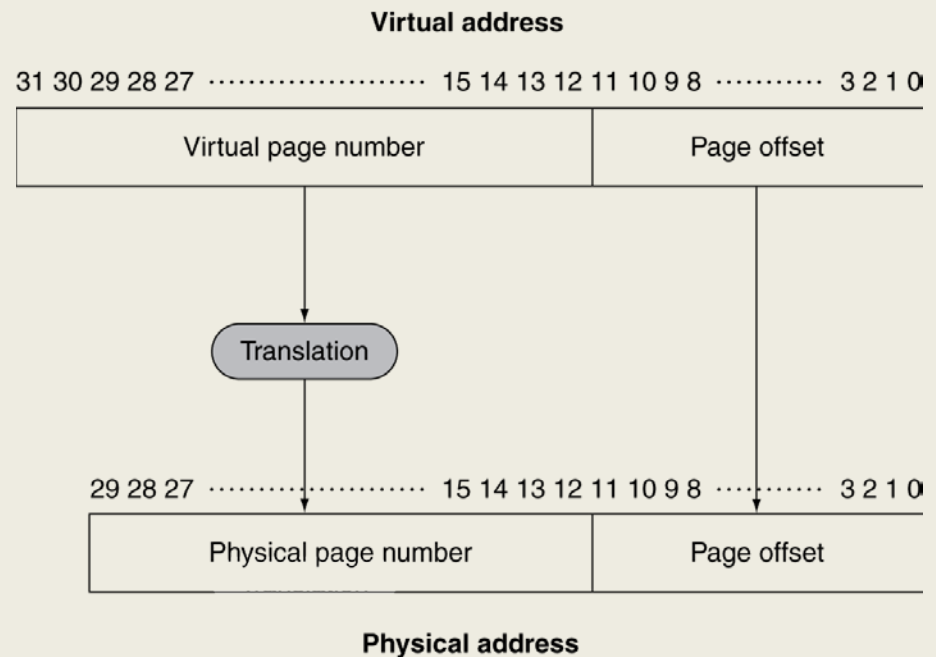 Virtual address
31 30 29 28 27 ······················ 15 14 13 12 11 10 9 8 ··········· 3 2 1 0
Virtual page number Page offset
Translation
29 28 27 ······················ 15 14 13 12 11 10 9 8 ··········· 3 2 1 0
Physical page number Page offset
Physical address